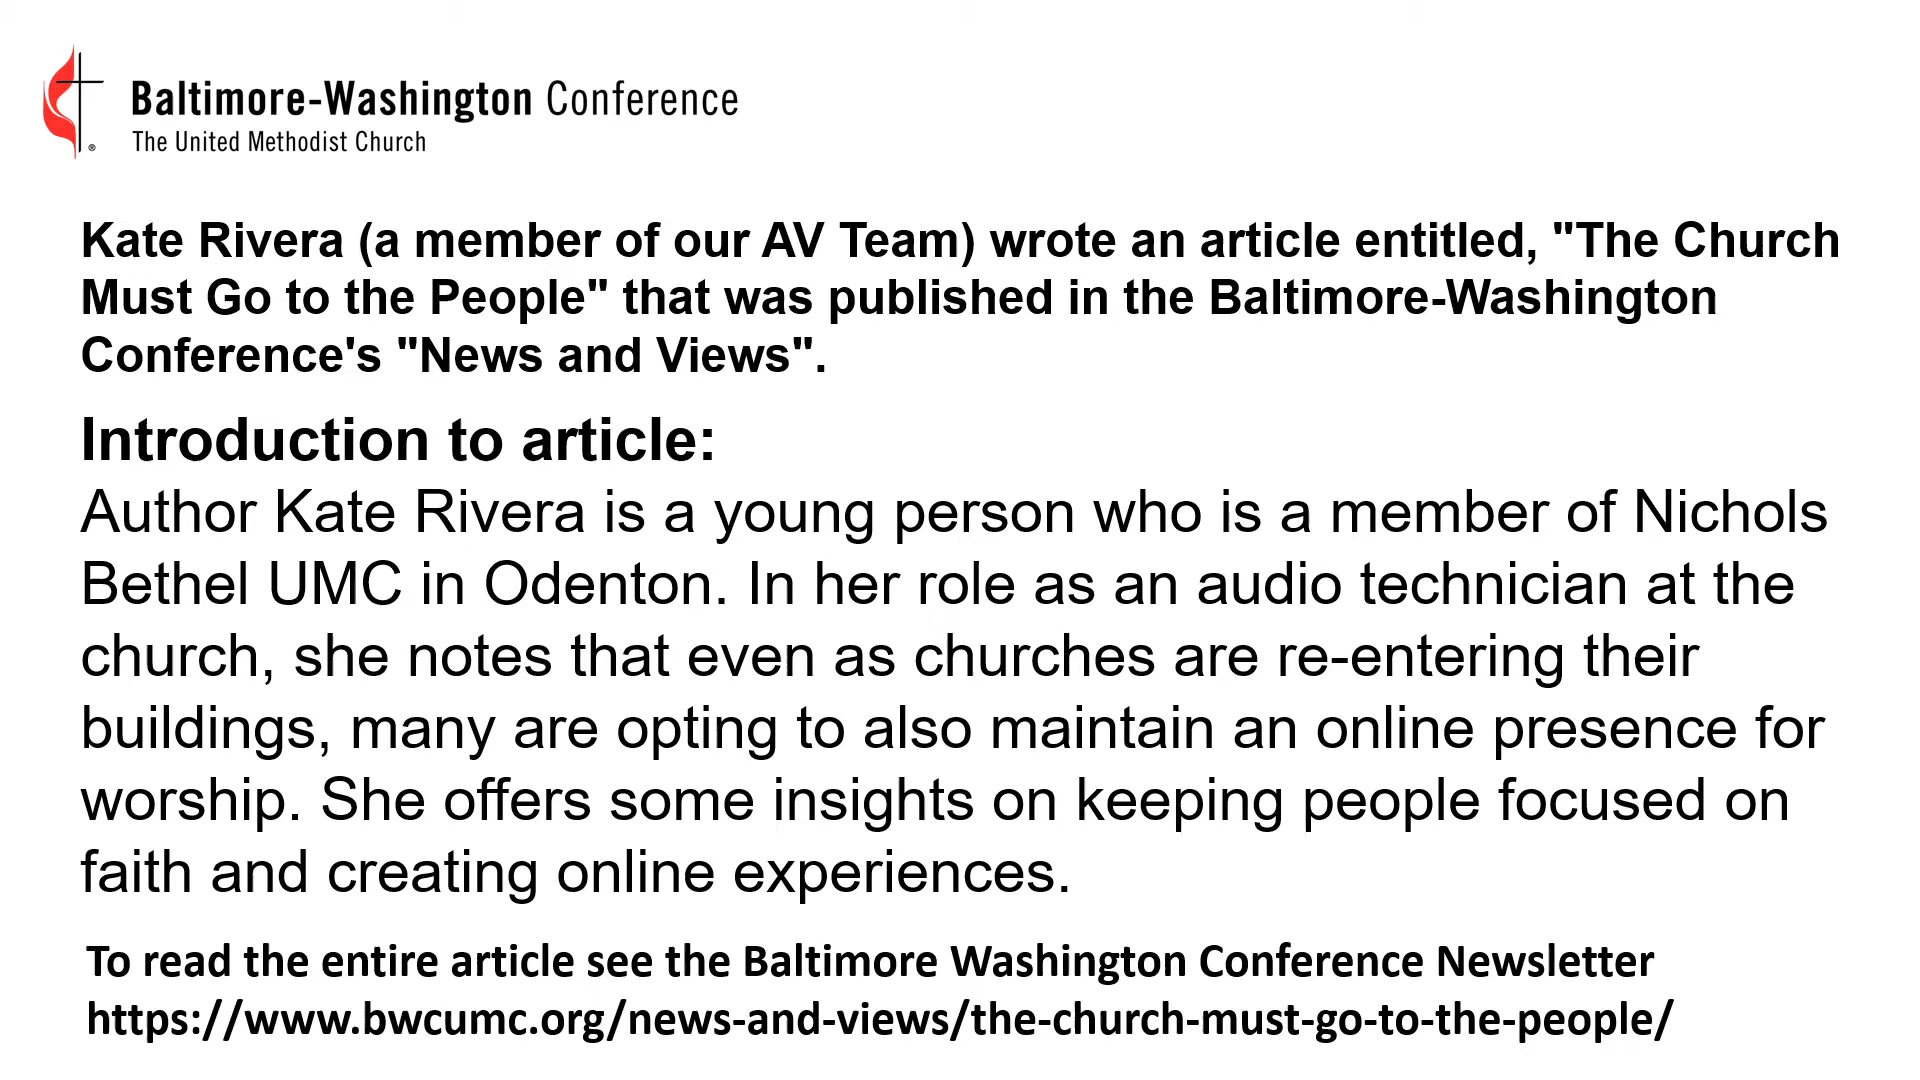 Baltimore-Washington Conference
The United Methodist Church
®
Kate Rivera (a member of our AV Team) wrote an article entitled, "The Church
Must Go to the People" that was published in the Baltimore-Washington
Conference's "News and Views".
Introduction to article:
Author Kate Rivera is a young person who is a member of Nichols
Bethel UMC in Odenton. In her role as an audio technician at the
church, she notes that even as churches are re-entering their
buildings, many are opting to also maintain an online presence for
worship. She offers some insights on keeping people focused on
faith and creating online experiences.
To read the entire article see the Baltimore Washington Conference Newsletter
https://www.bwcumc.org/news-and-views/the-church-must-go-to-the-people/